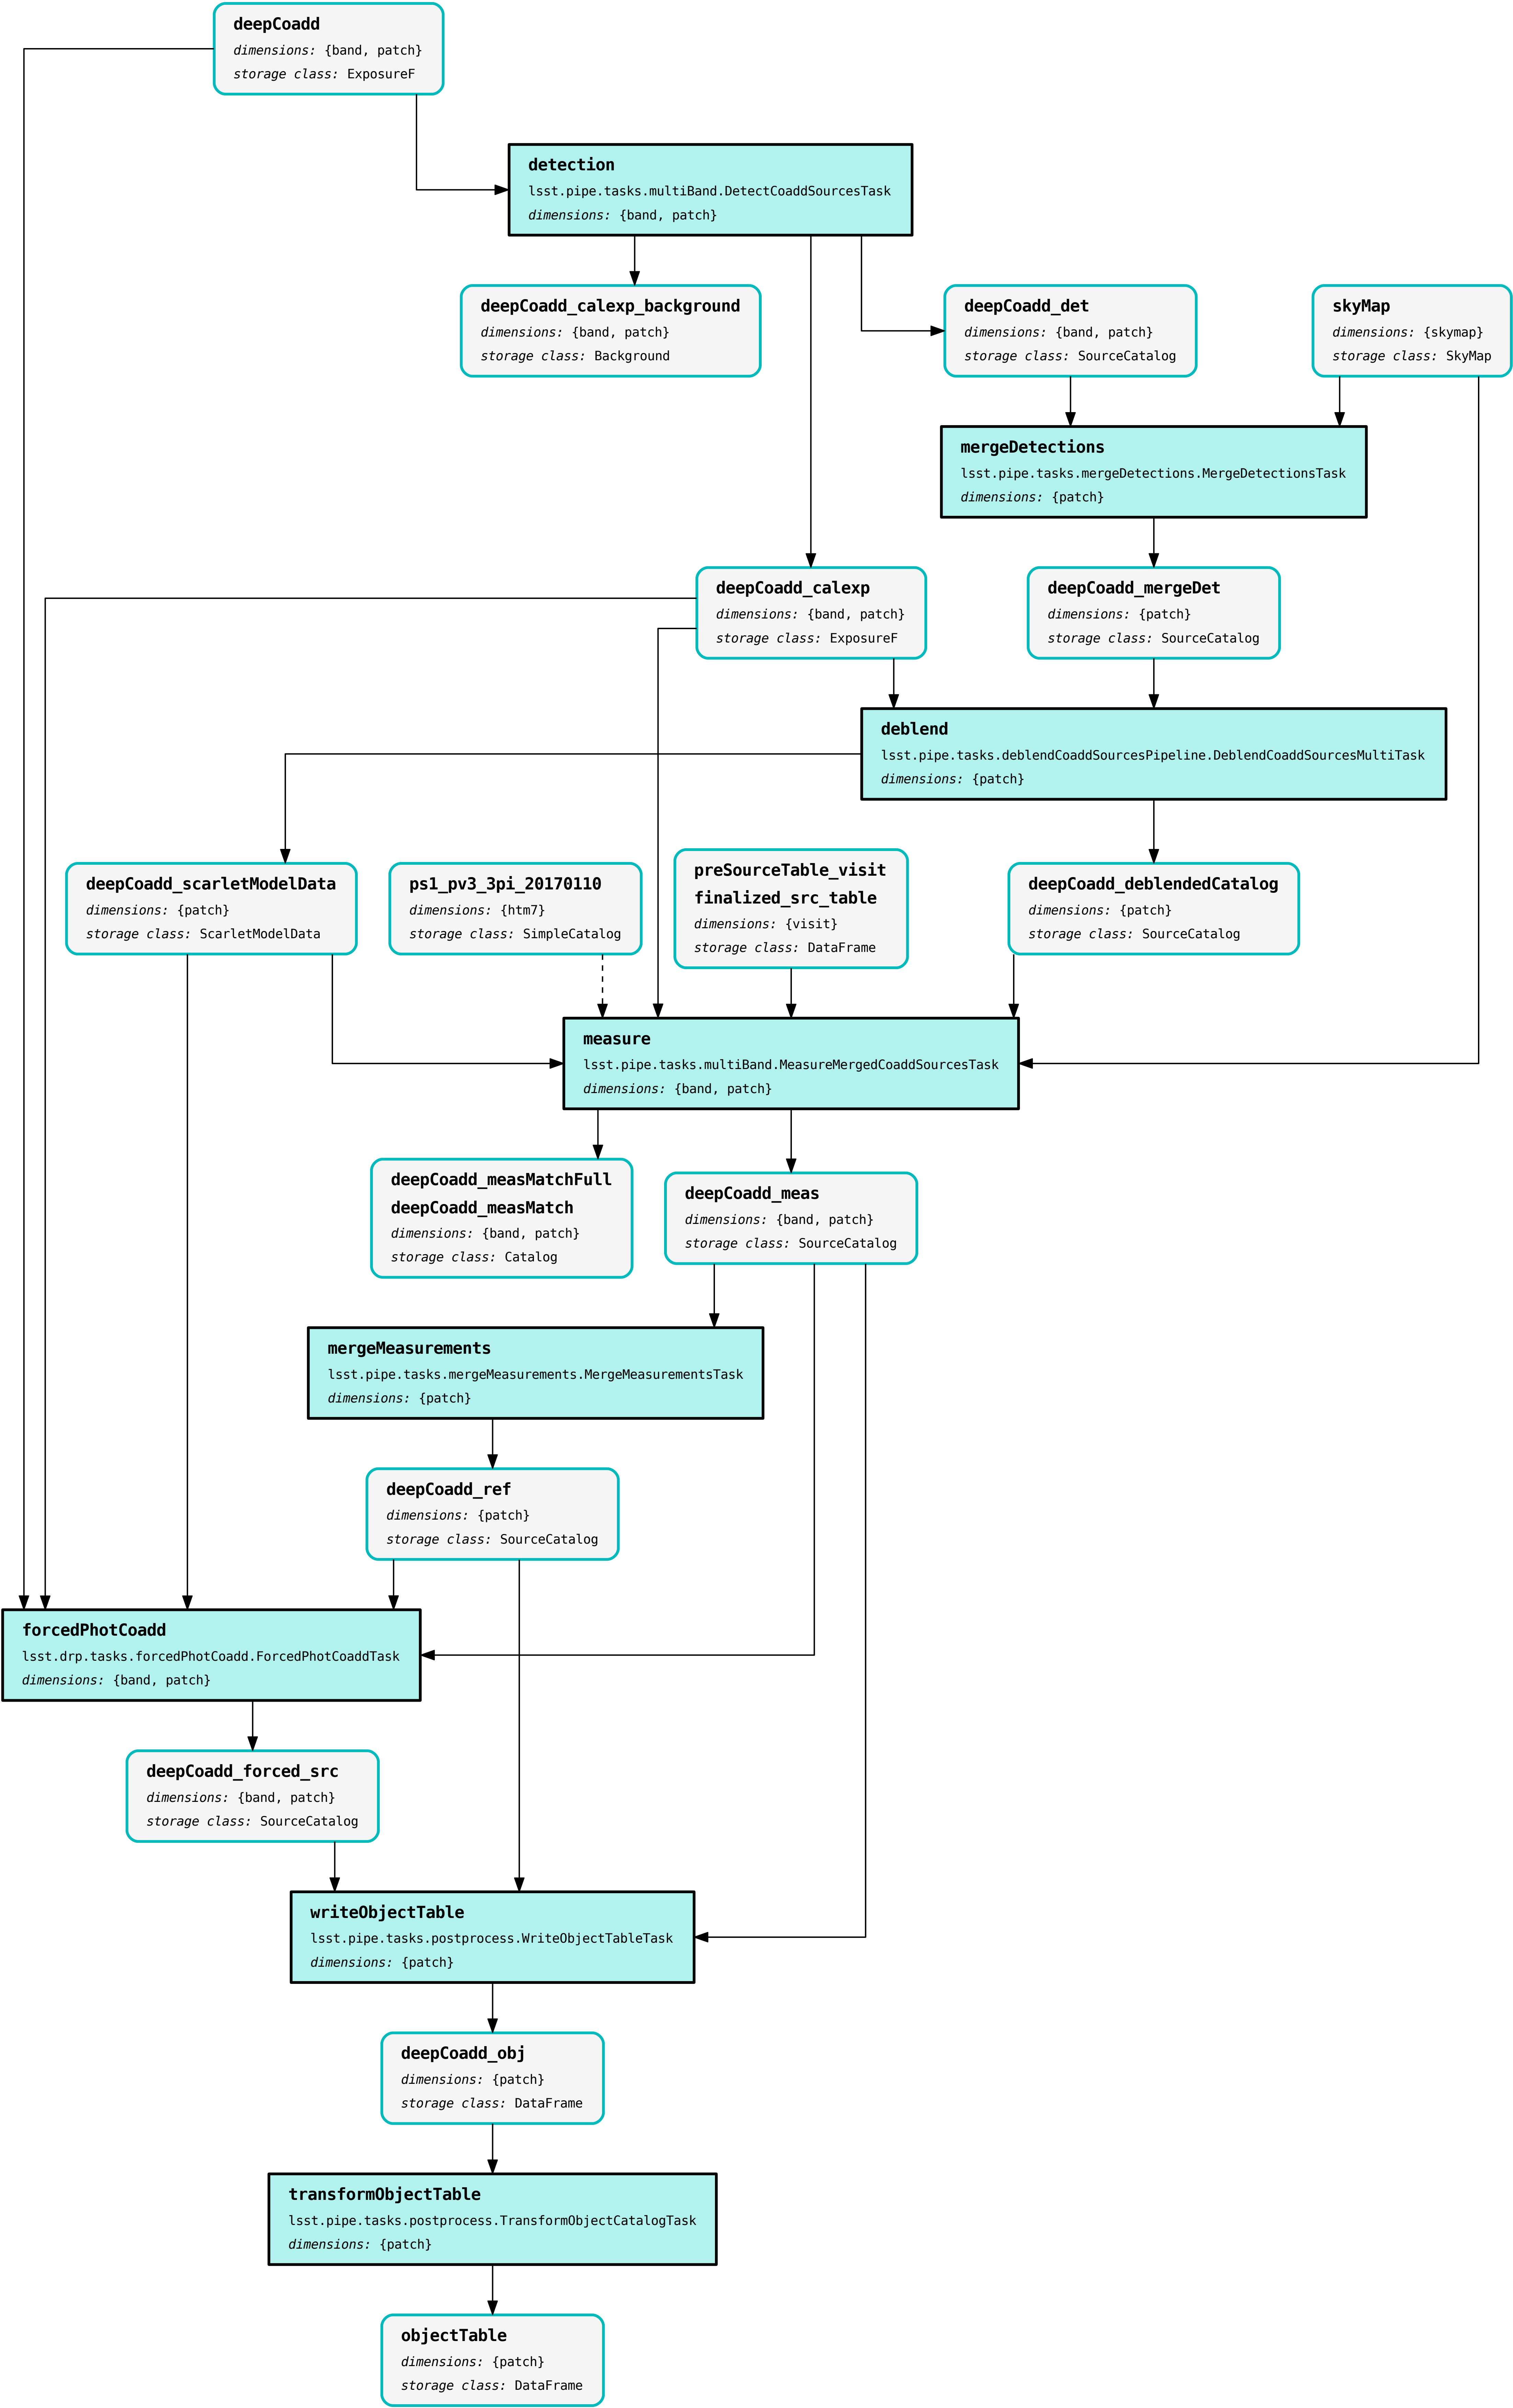 deepCoadd
dimensions: {band, patch}
storage class: ExposureF
detection
lsst.pipe.tasks.multiBand.DetectCoaddSourcesTask
dimensions: {band, patch}
deepCoadd_calexp_background
dimensions: {band, patch}
storage class: Background
deepCoadd_det
dimensions: {band, patch}
storage class: SourceCatalog
skyMap
dimensions: {skymap}
storage class: SkyMap
mergeDetections
lsst.pipe.tasks.mergeDetections.MergeDetectionsTask
dimensions: {patch}
deepCoadd_calexp
dimensions: {band, patch}
storage class: ExposureF
deepCoadd_mergeDet
dimensions: {patch}
storage class: SourceCatalog
deblend
lsst.pipe.tasks.deblendCoaddSourcesPipeline.DeblendCoaddSourcesMultiTask
dimensions: {patch}
deepCoadd_scarletModelData
dimensions: {patch}
storage class: ScarletModelData
ps1_pv3_3pi_20170110
dimensions: {htm7}
storage class: SimpleCatalog
preSourceTable_visit
finalized_src_table
dimensions: {visit}
storage class: DataFrame
deepCoadd_deblendedCatalog
dimensions: {patch}
storage class: SourceCatalog
measure
lsst.pipe.tasks.multiBand.MeasureMergedCoaddSourcesTask
dimensions: {band, patch}
deepCoadd_measMatchFull
deepCoadd_measMatch
dimensions: {band, patch}
storage class: Catalog
deepCoadd_meas
dimensions: {band, patch}
storage class: SourceCatalog
mergeMeasurements
lsst.pipe.tasks.mergeMeasurements.MergeMeasurementsTask
dimensions: {patch}
deepCoadd_ref
dimensions: {patch}
storage class: SourceCatalog
forcedPhotCoadd
lsst.drp.tasks.forcedPhotCoadd.ForcedPhotCoaddTask
dimensions: {band, patch}
deepCoadd_forced_src
dimensions: {band, patch}
storage class: SourceCatalog
writeObjectTable
lsst.pipe.tasks.postprocess.WriteObjectTableTask
dimensions: {patch}
deepCoadd_obj
dimensions: {patch}
storage class: DataFrame
transformObjectTable
lsst.pipe.tasks.postprocess.TransformObjectCatalogTask
dimensions: {patch}
objectTable
dimensions: {patch}
storage class: DataFrame